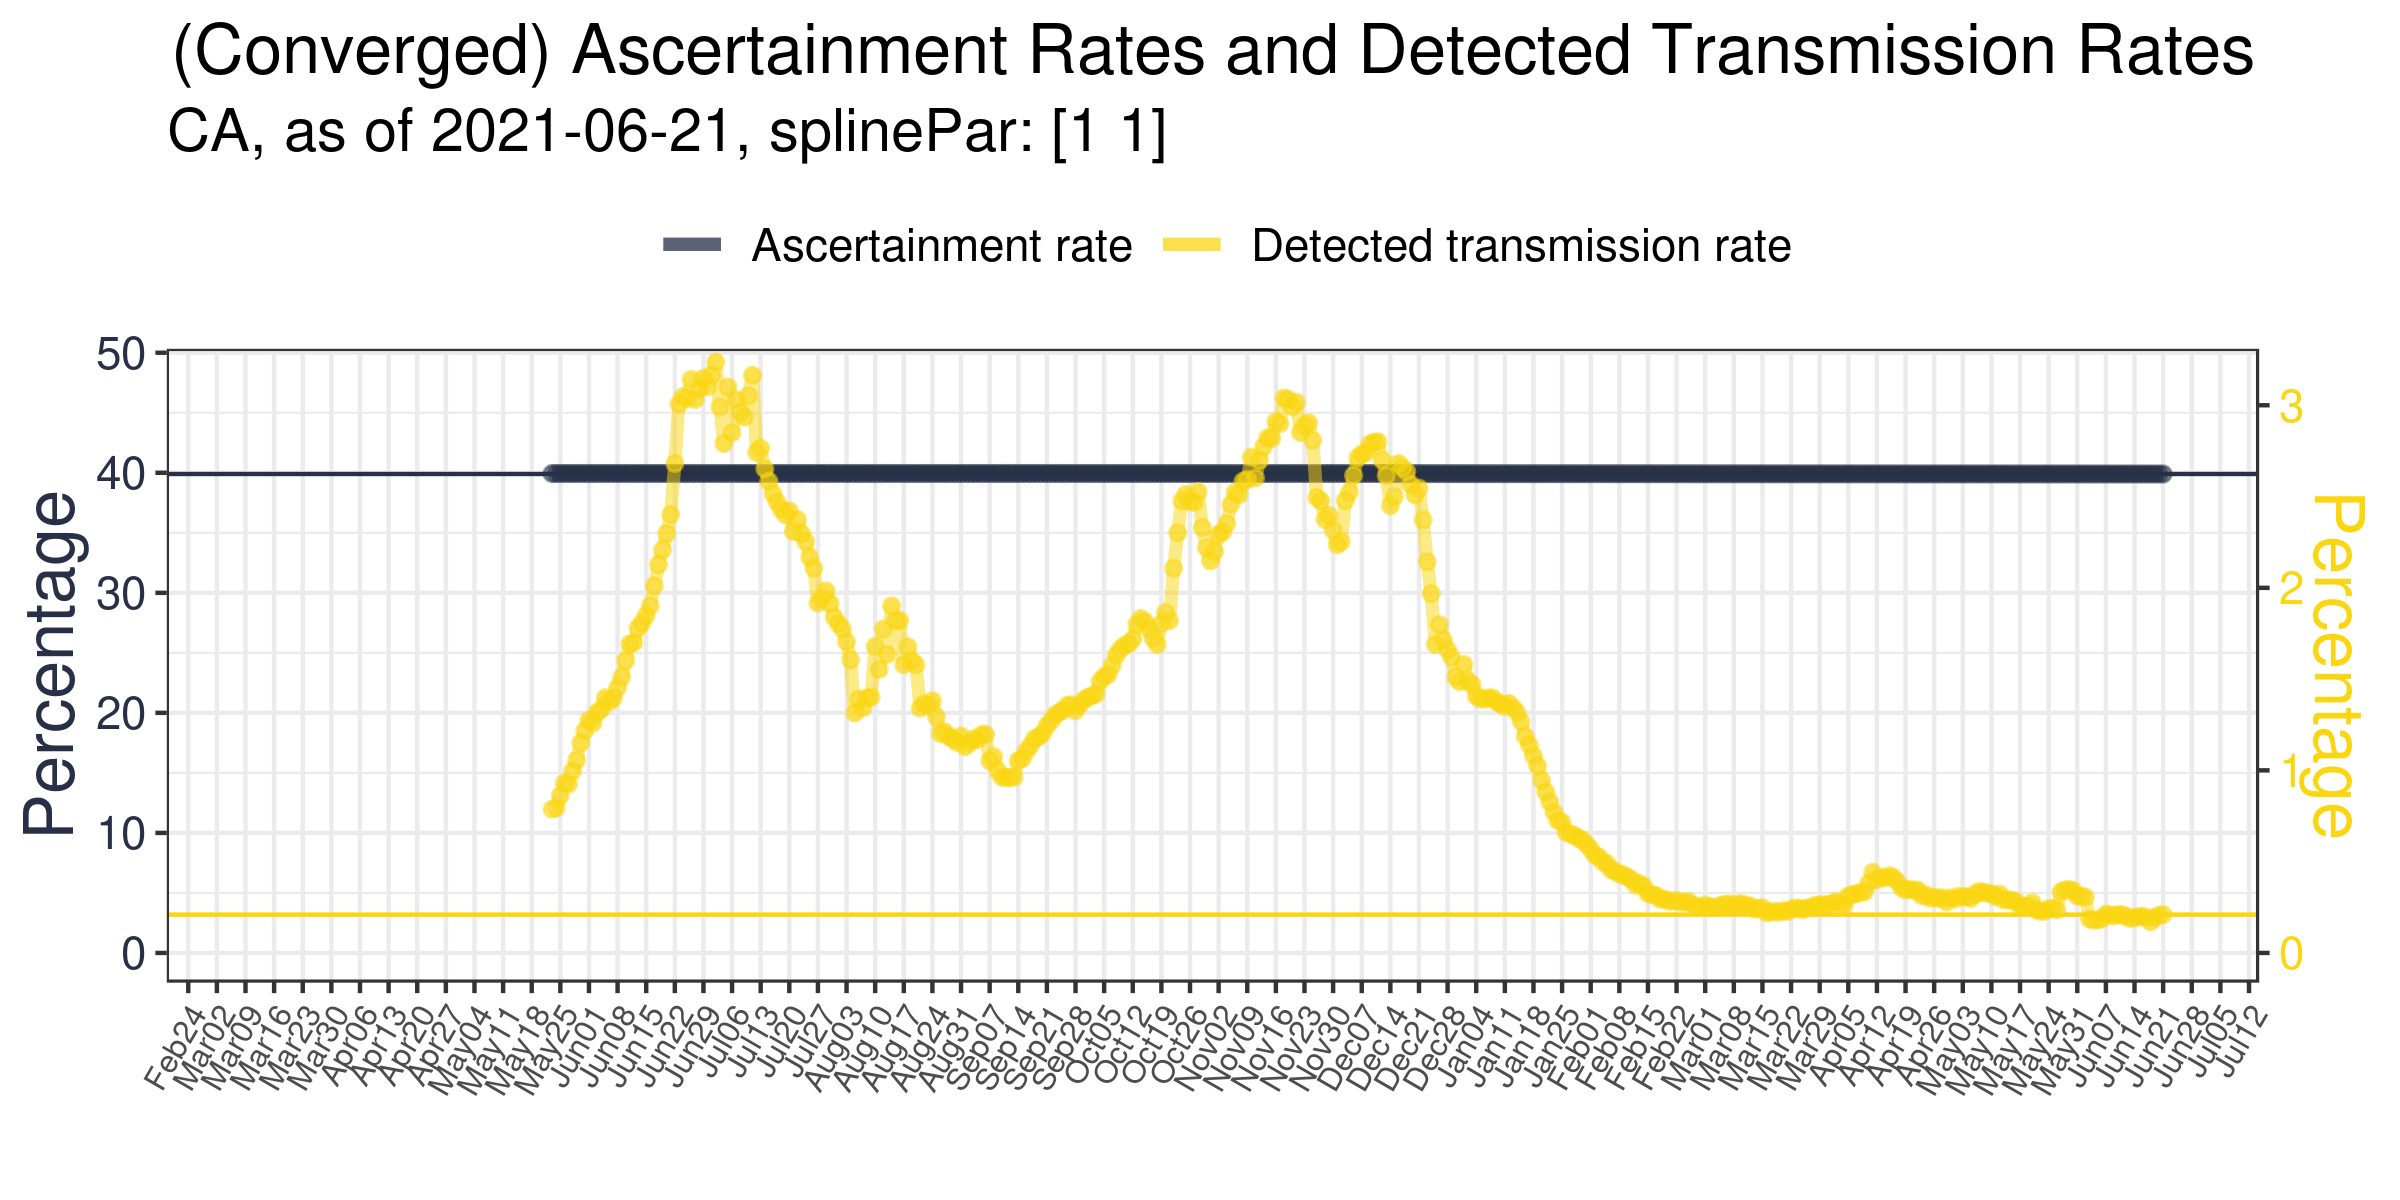 (Converged) Ascertainment Rates and Detected Transmission Rates
CA, as of 2021-06-21, splinePar: [1 1]
Ascertainment rate
Detected transmission rate
Percentage
50
40
30
20
10
0
3
2
1
0
Percentage
Feb24
Mar02
Mar09
Mar16
Mar23
Mar30
Apr06
Apr13
Apr20
Apr27
May04
May11
May18
May25
Jun01
Jun08
Jun15
Jun22
Jun29
Jul06
Jul13
Jul20
Jul27
Aug03
Aug10
Aug17
Aug24
Aug31
Sep07
Sep14
Sep21
Sep28
Oct05
Oct12
Oct19
Oct26
Nov02
Nov09
Nov16
Nov23
Nov30
Dec07
Dec14
Dec21
Dec28
Jan04
Jan11
Jan18
Jan25
Feb01
Feb08
Feb15
Feb22
Mar01
Mar08
Mar15
Mar22
Mar29
Apr05
Apr12
Apr19
Apr26
May03
May10
May17
May24
May31
Jun07
Jun14
Jun21
Jun28
Jul05
Jul12